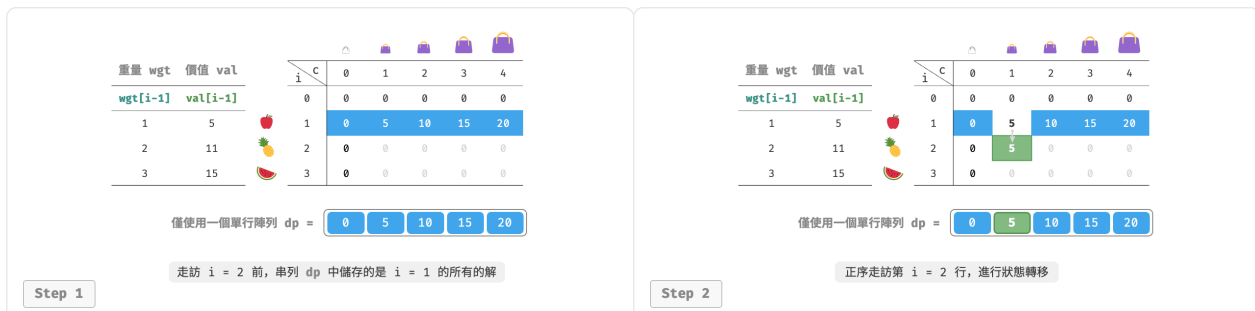 重量 wgt 價值 val
i c 0 1 2 3 4
wgt[i-1] val[i-1]
0 0 0 0 0 0
1 5 1 0 5 10 15 20
2 11 2 0 0 0 0 0
3 15 3 0 0 0 0 0
僅使用一個單行陣列 dp = 0 5 10 15 20
走訪 i = 2 前，串列 dp 中儲存的是 i = 1 的所有的解
Step 1
重量 wgt 價值 val
i c 0 1 2 3 4
wgt[i-1] val[i-1]
0 0 0 0 0 0
1 5 1 0 5 10 15 20
2 11 2 0 5 0 0 0
3 15 3 0 0 0 0 0
僅使用一個單行陣列 dp = 0 5 10 15 20
正序走訪第 i = 2 行，進行狀態轉移
Step 2